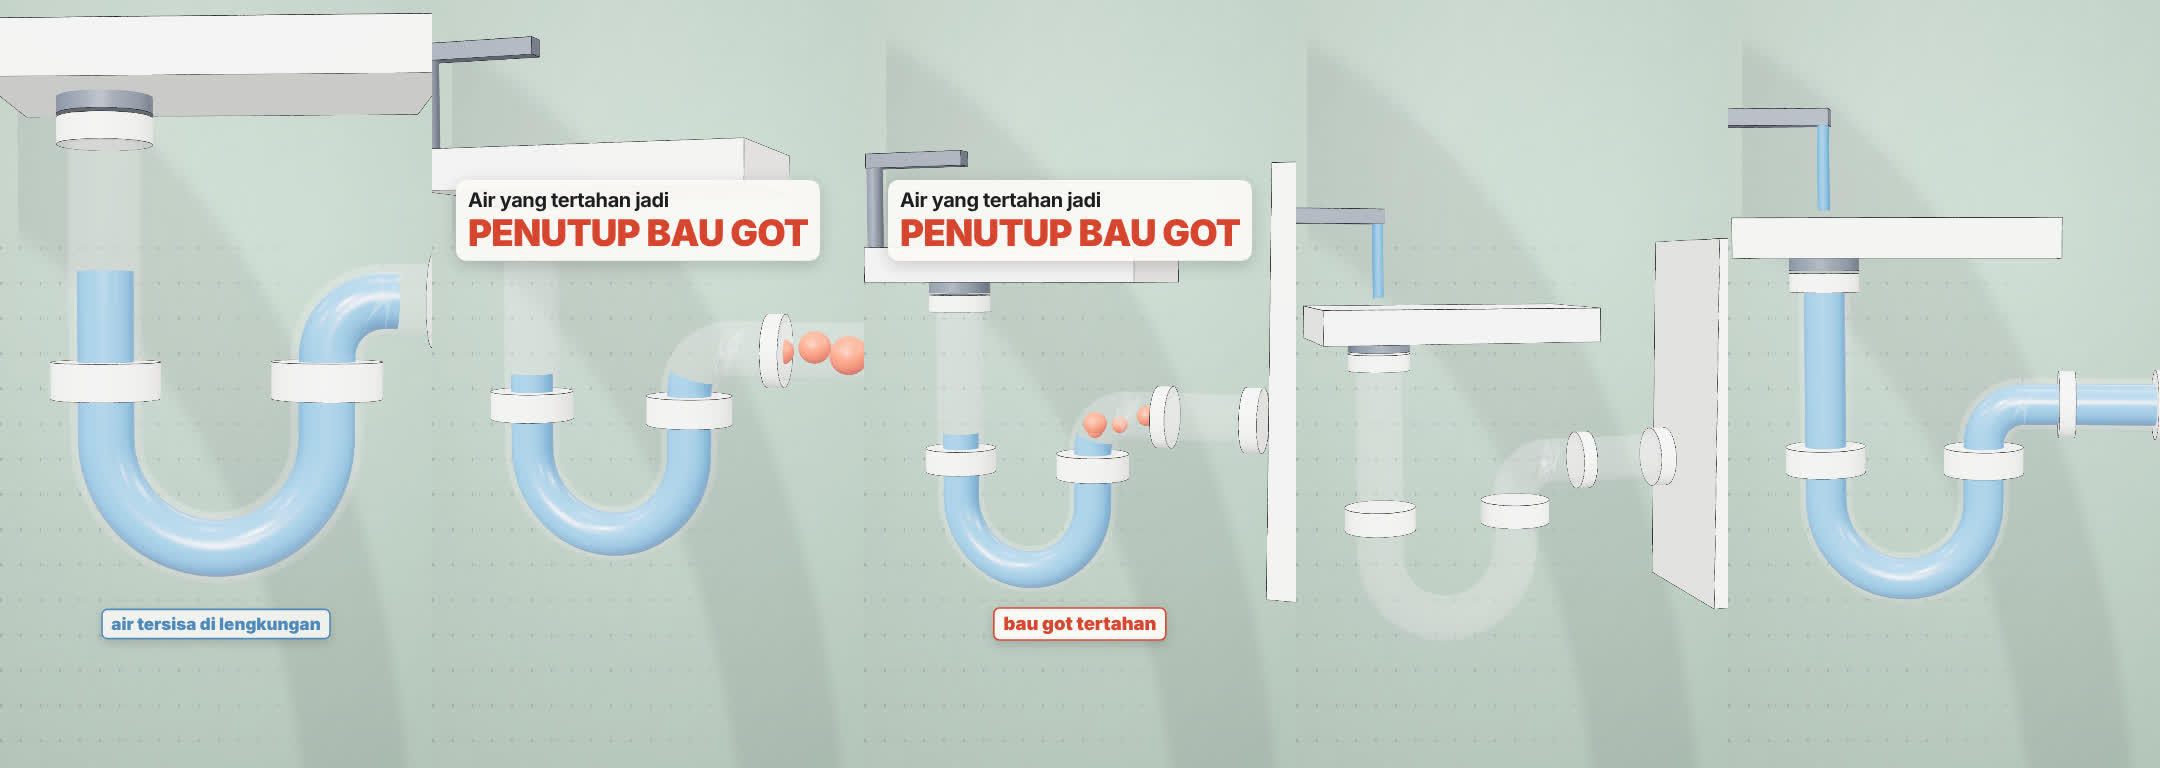 air tersisa di lengkungan
Air yang tertahan jadi
PENUTUP BAU GOT
Air yang tertahan jadi
PENUTUP BAU GOT
bau got tertahan